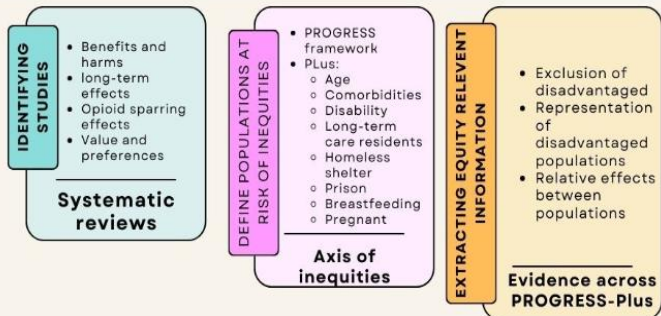 IDENTIFYING
STUDIES
• Benefits and
harms
• long-term
effects
• Opioid sparring
effects
• Value and
preferences
Systematic
reviews
DEFINE POPULATIONS AT
RISK OF INEQUITIES
• PROGRESS
framework
• PLus:
○ Age
○ Comorbidities
○ Disability
○ Long-term
care residents
○ Homeless
shelter
○ Prison
○ Breastfeeding
○ Pregnant
Axis of
inequities
EXTRACTING EQUITY RELEVENT
INFORMATION
• Exclusion of
disadvantaged
• Representation
of
disadvantaged
populations
• Relative effects
between
populations
Evidence across
PROGRESS-Plus